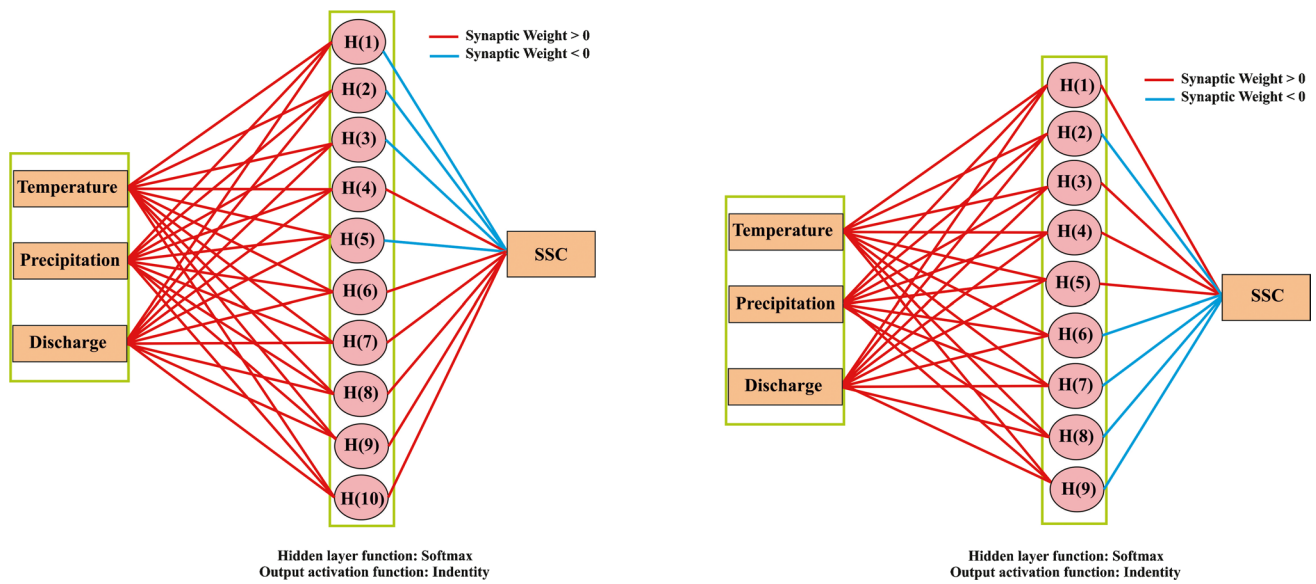 H(1)
H(2)
H(3)
H(4)
H(5)
H(6)
H(7)
H(8)
H(9)
H(10)
Synaptic Weight > 0
Synaptic Weight < 0
Temperature
Precipitation
Discharge
SSC
Hidden layer function: Softmax
Output activation function: Indentity
H(1)
H(2)
H(3)
H(4)
H(5)
H(6)
H(7)
H(8)
H(9)
Synaptic Weight > 0
Synaptic Weight < 0
Temperature
Precipitation
Discharge
SSC
Hidden layer function: Softmax
Output activation function: Indentity